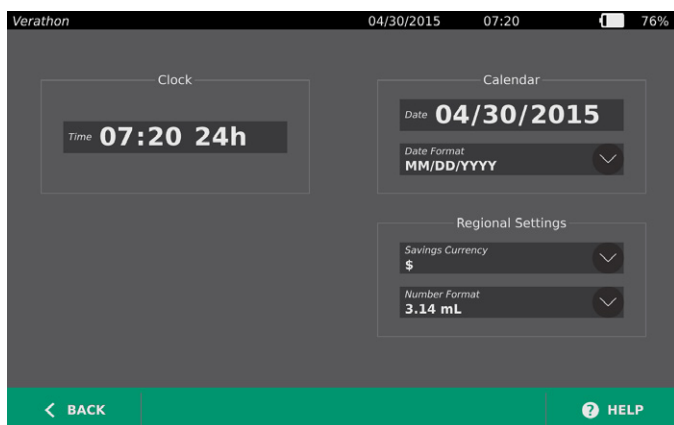 Verathon 04/30/2015 07:20 76%
Clock
Time 07:20 24h
Calendar
Date 04/30/2015
Date Format
MM/DD/YYYY
Regional Settings
Savings Currency
$
Number Format
3.14 mL
BACK
? HELP